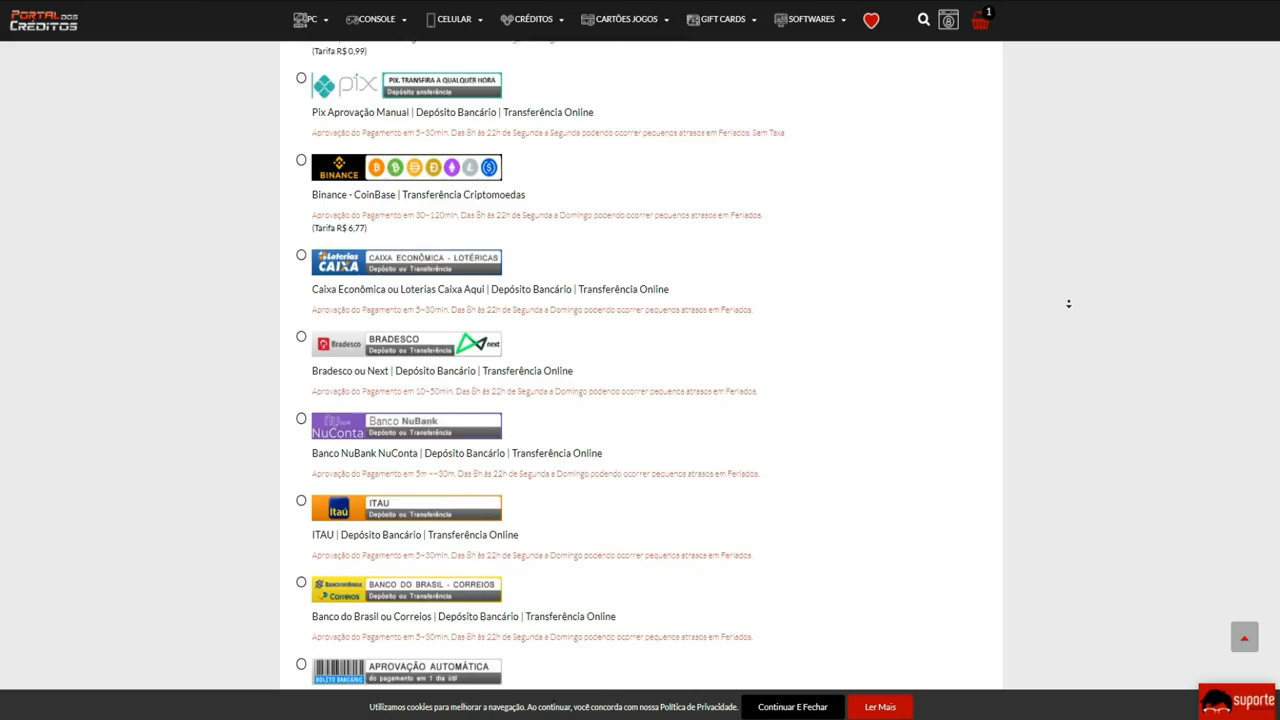 PORTAL DOS
CRÉDITOS
PC
CONSOLE
CELULAR
CRÉDITOS
CARTÕES JOGOS
GIFT CARDS
SOFTWARES
1
(Tarifa R$ 0,99)
pix
PIX. TRANSFIRA A QUALQUER HORA
Pix Aprovação Manual | Depósito Bancário | Transferência Online
Aprovação do Pagamento em 5~30min. Das 8h às 22h de Segunda a Segunda podendo ocorrer pequenos atrasos em Feriados. Sem Taxa
BINANCE
Binance - CoinBase | Transferência Criptomoedas
Aprovação do Pagamento em 30~120min. Das 8h às 22h de Segunda a Domingo podendo ocorrer pequenos atrasos em Feriados.
(Tarifa R$ 6,77)
Loterias CAIXA
CAIXA ECONÔMICA - LOTÉRICAS
Depósito ou Transferência
Caixa Econômica ou Loterias Caixa Aqui | Depósito Bancário | Transferência Online
Aprovação do Pagamento em 5~30min. Das 8h às 22h de Segunda a Domingo podendo ocorrer pequenos atrasos em Feriados.
Bradesco
BRADESCO
Depósito ou Transferência
next
Bradesco ou Next | Depósito Bancário | Transferência Online
Aprovação do Pagamento em 10~50min. Das 8h às 22h de Segunda a Domingo podendo ocorrer pequenos atrasos em Feriados.
nu
NuConta
Banco NuBank
Depósito ou Transferência
Banco NuBank NuConta | Depósito Bancário | Transferência Online
Aprovação do Pagamento em 5m ~~30m. Das 8h às 22h de Segunda a Domingo podendo ocorrer pequenos atrasos em Feriados.
Itaú
ITAU
Depósito ou Transferência
ITAU | Depósito Bancário | Transferência Online
Aprovação do Pagamento em 5~30min. Das 8h às 22h de Segunda a Domingo podendo ocorrer pequenos atrasos em Feriados.
BANCO DO BRASIL
Correios
BANCO DO BRASIL - CORREIOS
Depósito ou Transferência
Banco do Brasil ou Correios | Depósito Bancário | Transferência Online
Aprovação do Pagamento em 5~30min. Das 8h às 22h de Segunda a Domingo podendo ocorrer pequenos atrasos em Feriados.
BOLETO BANCÁRIO
APROVAÇÃO AUTOMÁTICA
do pagamento em 1 dia útil
Utilizamos cookies para melhorar a navegação. Ao continuar, você concorda com nossa Política de Privacidade.
Continuar E Fechar
Ler Mais
suporte